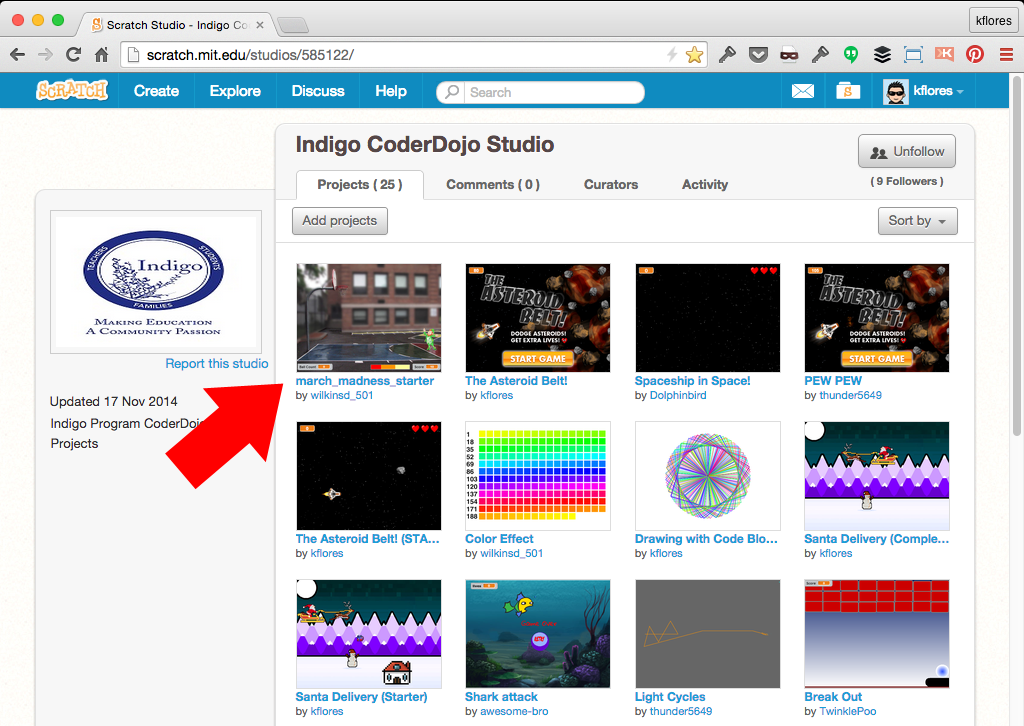 Scratch Studio - Indigo Co
kflores
scratch.mit.edu/studios/585122/
SCRATCH
Create
Explore
Discuss
Help
Search
kflores
Indigo CoderDojo Studio
Unfollow
( 9 Followers )
Projects ( 25 )
Comments ( 0 )
Curators
Activity
Add projects
Sort by
TEACHERS
STUDENTS
Indigo
FAMILIES
MAKING EDUCATION
A COMMUNITY PASSION
Report this studio
Updated 17 Nov 2014
Indigo Program CoderDojo
Projects
march_madness_starter
by wilkinsd_501
THE
ASTEROID
BELT!
DODGE ASTEROIDS!
GET EXTRA LIVES!
START GAME
The Asteroid Belt!
by kflores
Spaceship in Space!
by Dolphinbird
THE
ASTEROID
BELT!
DODGE ASTEROIDS!
GET EXTRA LIVES!
START GAME
PEW PEW
by thunder5649
The Asteroid Belt! (STA...
by kflores
1
18
35
52
69
86
103
120
137
154
171
188
Color Effect
by wilkinsd_501
Drawing with Code Blo...
by kflores
Santa Delivery (Comple...
by kflores
Santa Delivery (Starter)
by kflores
Shark attack
by awesome-bro
Light Cycles
by thunder5649
Break Out
by TwinklePoo